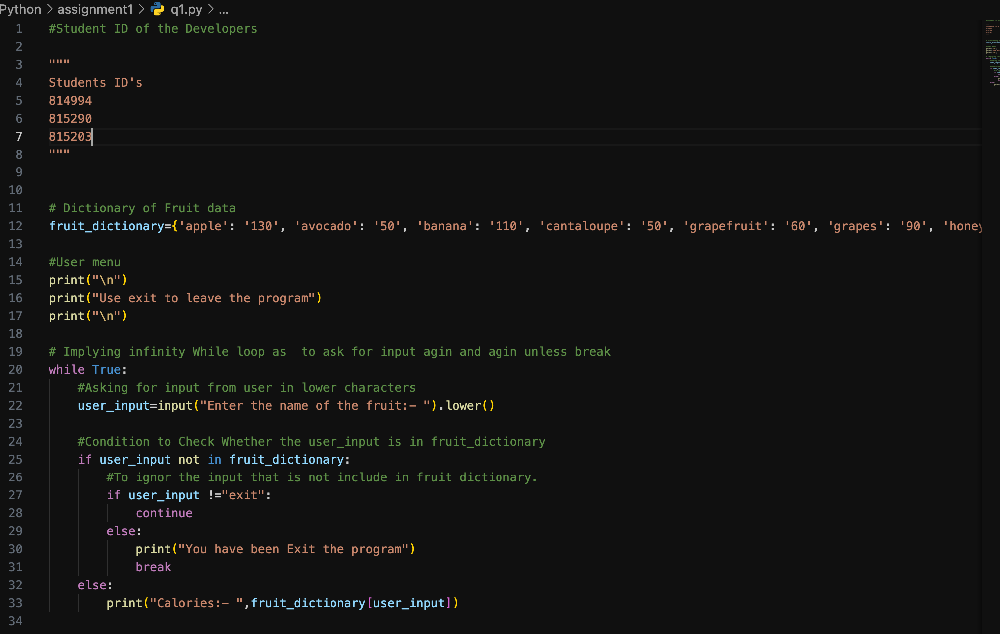 Python > assignment1 > q1.py > ...
1 #Student ID of the Developers
2
3 """
4 Students ID's
5 814994
6 815290
7 815203
8 """
9
10
11 # Dictionary of Fruit data
12 fruit_dictionary={'apple': '130', 'avocado': '50', 'banana': '110', 'cantaloupe': '50', 'grapefruit': '60', 'grapes': '90', 'honey
13
14 #User menu
15 print("\n")
16 print("Use exit to leave the program")
17 print("\n")
18
19 # Implying infinity While loop as  to ask for input agin and agin unless break
20 while True:
21     #Asking for input from user in lower characters
22     user_input=input("Enter the name of the fruit:- ").lower()
23
24     #Condition to Check Whether the user_input is in fruit_dictionary
25     if user_input not in fruit_dictionary:
26         #To ignor the input that is not include in fruit dictionary.
27         if user_input !="exit":
28             continue
29         else:
30             print("You have been Exit the program")
31             break
32     else:
33         print("Calories:- ",fruit_dictionary[user_input])
34